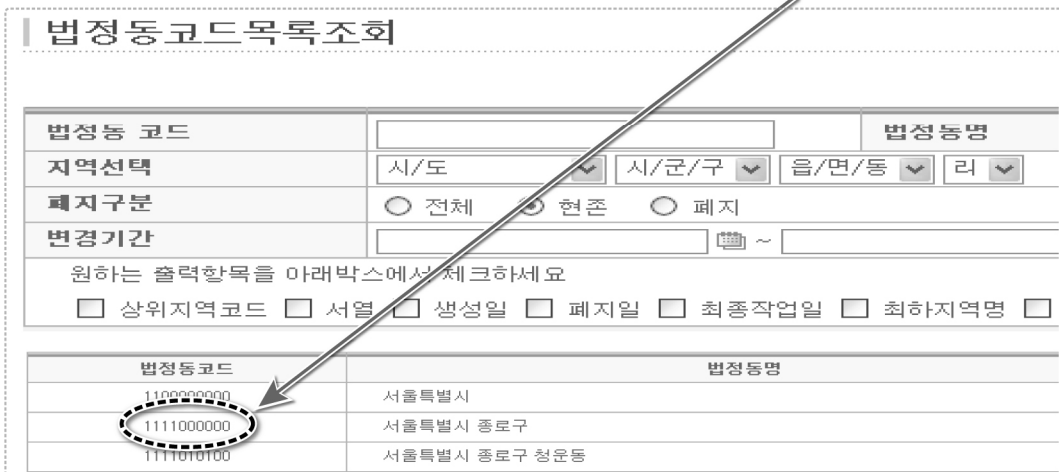 법정동코드목록조회
법정동 코드 법정동명
지역선택 시/도 시/군/구 읍/면/동 리
폐지구분 전체 현존 폐지
변경기간 ~
원하는 출력항목을 아래박스에서 체크하세요
상위지역코드 서열 생성일 폐지일 최종작업일 최하지역명
법정동코드 법정동명
1100000000 서울특별시
1111000000 서울특별시 종로구
1111010100 서울특별시 종로구 청운동